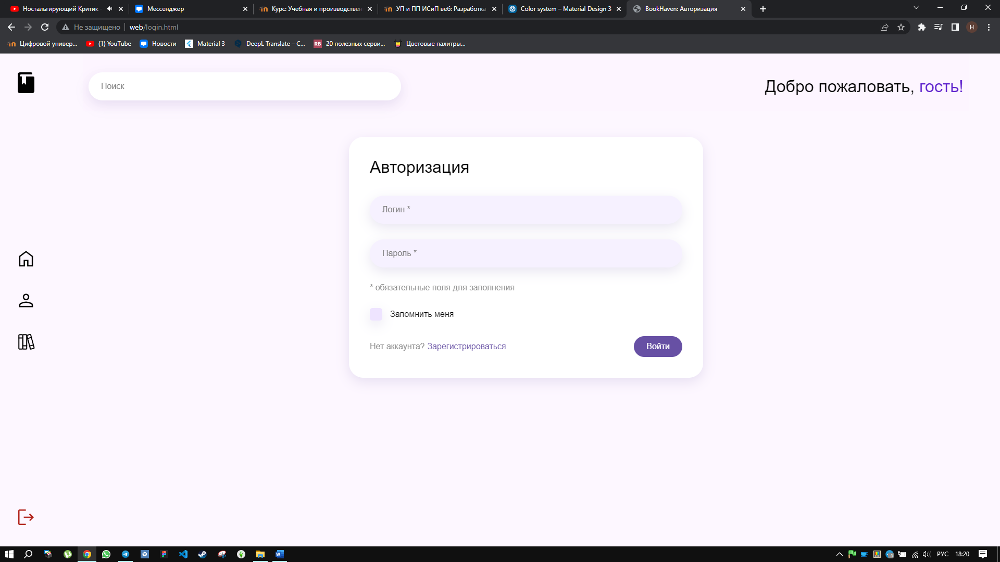 Ностальгирующий Критик -
Мессенджер
Курс: Учебная и производствен
УП и ПП ИСиП веб: Разработка
Color system – Material Design 3
BookHaven: Авторизация
Не защищено
web/login.html
H
Цифровой универ...
(1) YouTube
Новости
Material 3
DeepL Translate – С...
RB
20 полезных серви...
Цветовые палитры...
Поиск
Добро пожаловать, гость!
Авторизация
Логин *
Пароль *
* обязательные поля для заполнения
Запомнить меня
Нет аккаунта? Зарегистрироваться
Войти
РУС
18:20